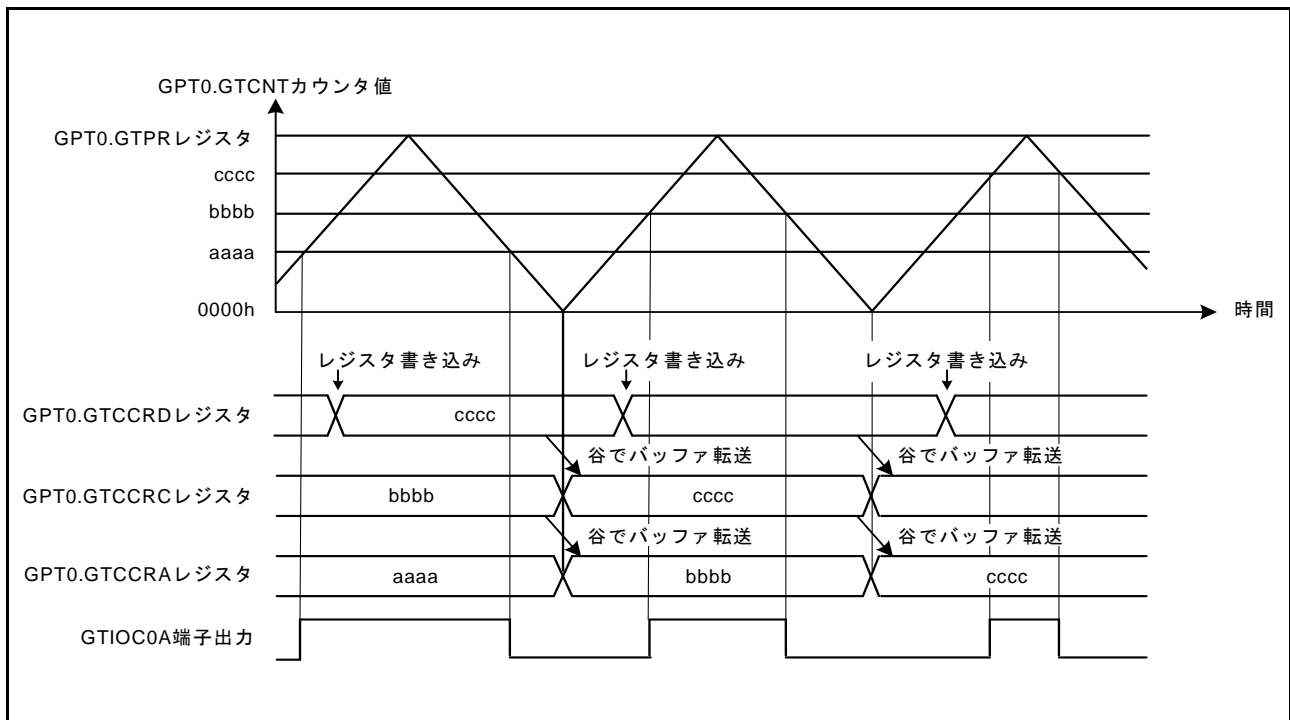 GPT0.GTCNTカウンタ値
GPT0.GTPRレジスタ
cccc
bbbb
aaaa
0000h
時間
レジスタ書き込み レジスタ書き込み レジスタ書き込み
GPT0.GTCCRDレジスタ cccc
谷でバッファ転送 谷でバッファ転送
GPT0.GTCCRCレジスタ bbbb cccc
谷でバッファ転送 谷でバッファ転送
GPT0.GTCCRAレジスタ aaaa bbbb cccc
GTIOC0A端子出力